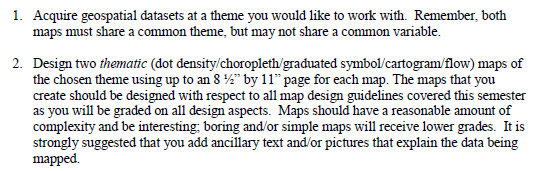 1. Acquire geospatial datasets at a theme you would like to work with. Remember, both
maps must share a common theme, but may not share a common variable.
2. Design two thematic (dot density/choropleth/graduated symbol/cartogram/flow) maps of
the chosen theme using up to an 8 ½” by 11” page for each map. The maps that you
create should be designed with respect to all map design guidelines covered this semester
as you will be graded on all design aspects. Maps should have a reasonable amount of
complexity and be interesting; boring and/or simple maps will receive lower grades. It is
strongly suggested that you add ancillary text and/or pictures that explain the data being
mapped.